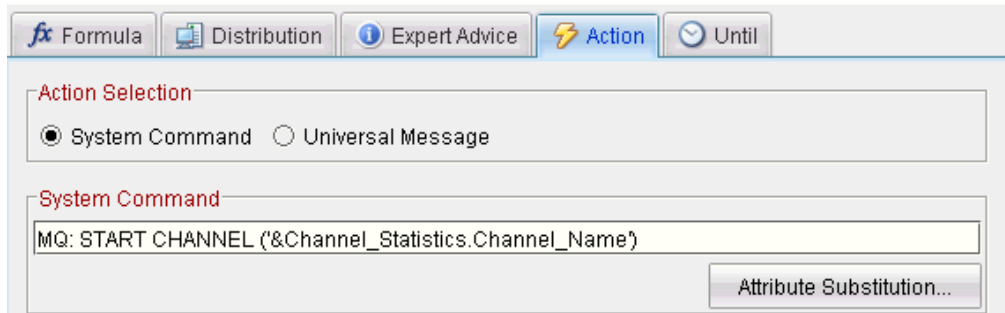 fx Formula Distribution Expert Advice Action Until
Action Selection
System Command Universal Message
System Command
MQ: START CHANNEL ('&Channel_Statistics.Channel_Name')
Attribute Substitution...